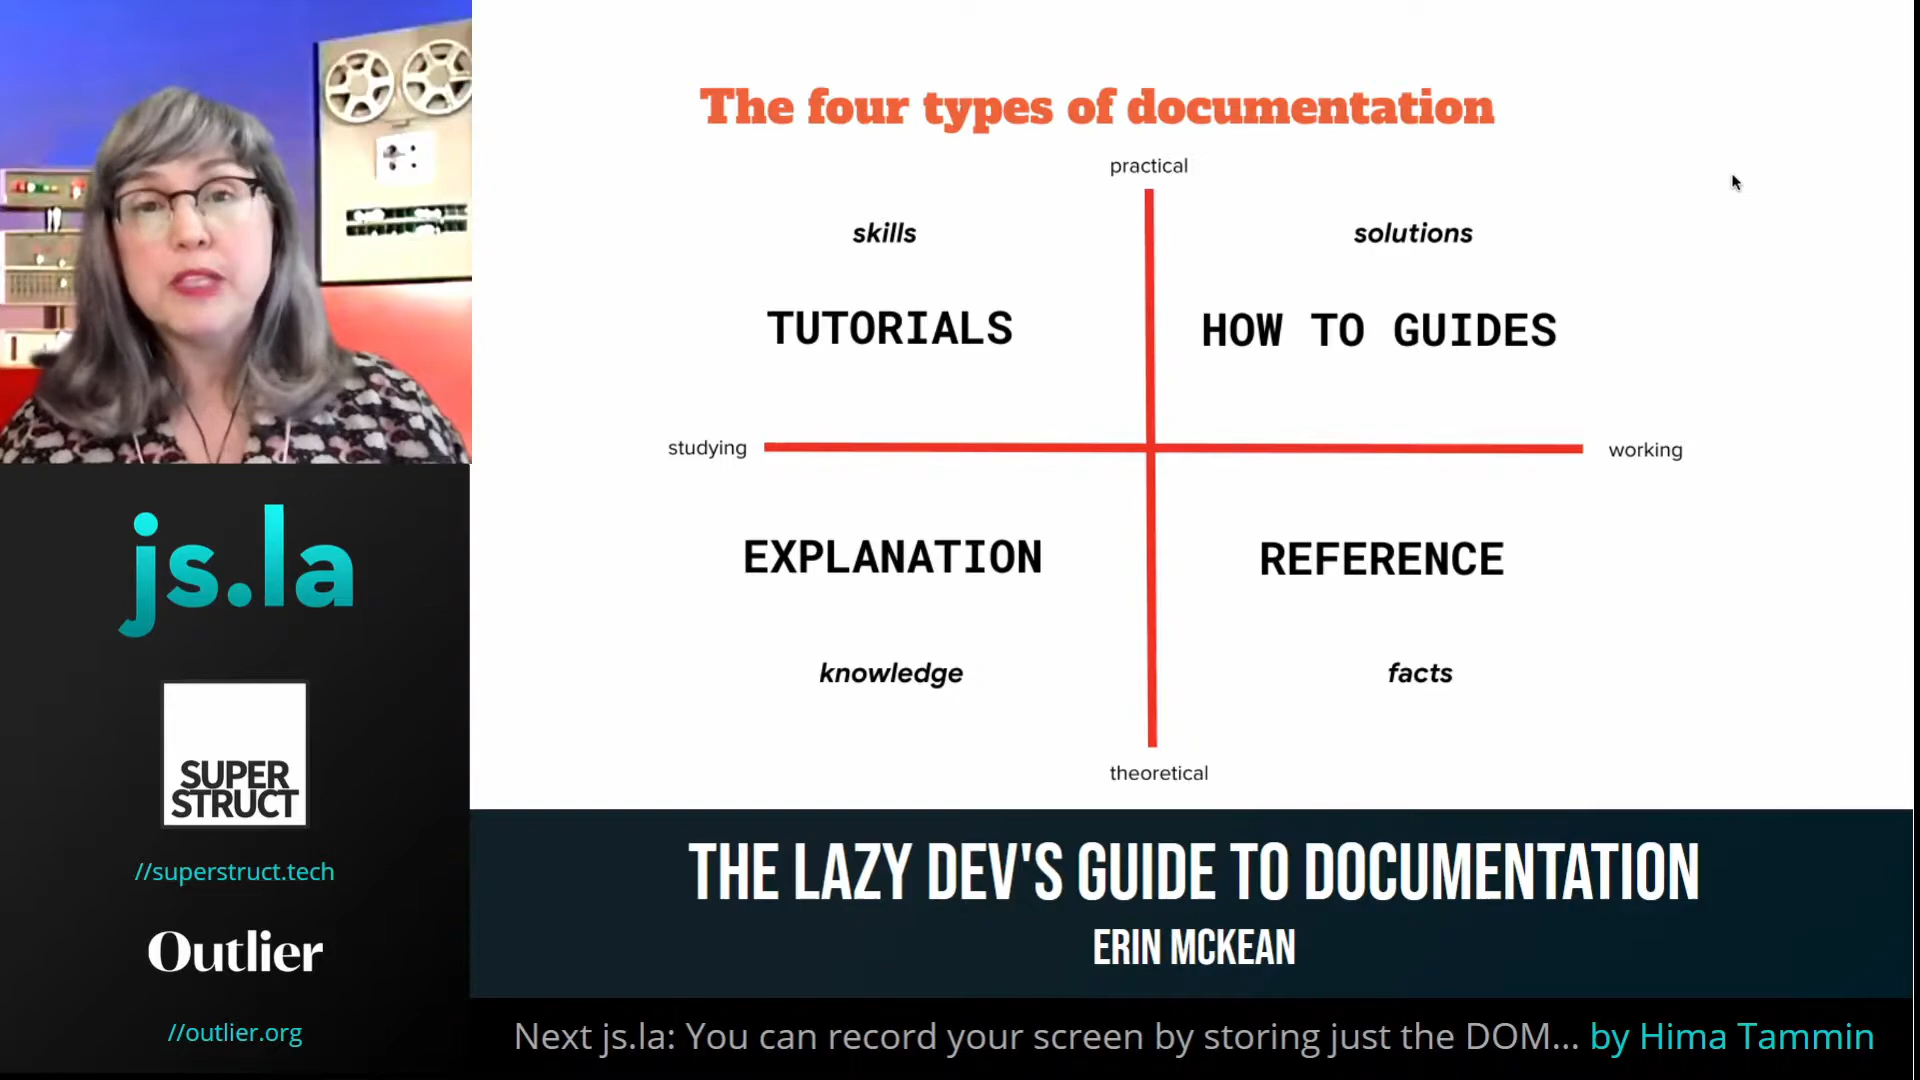 The four types of documentation
practical
skills
solutions
TUTORIALS
HOW TO GUIDES
studying
working
EXPLANATION
REFERENCE
knowledge
facts
theoretical
js.la
SUPER
STRUCT
//superstruct.tech
Outlier
//outlier.org
THE LAZY DEV'S GUIDE TO DOCUMENTATION
ERIN MCKEAN
Next js.la: You can record your screen by storing just the DOM... by Hima Tammin